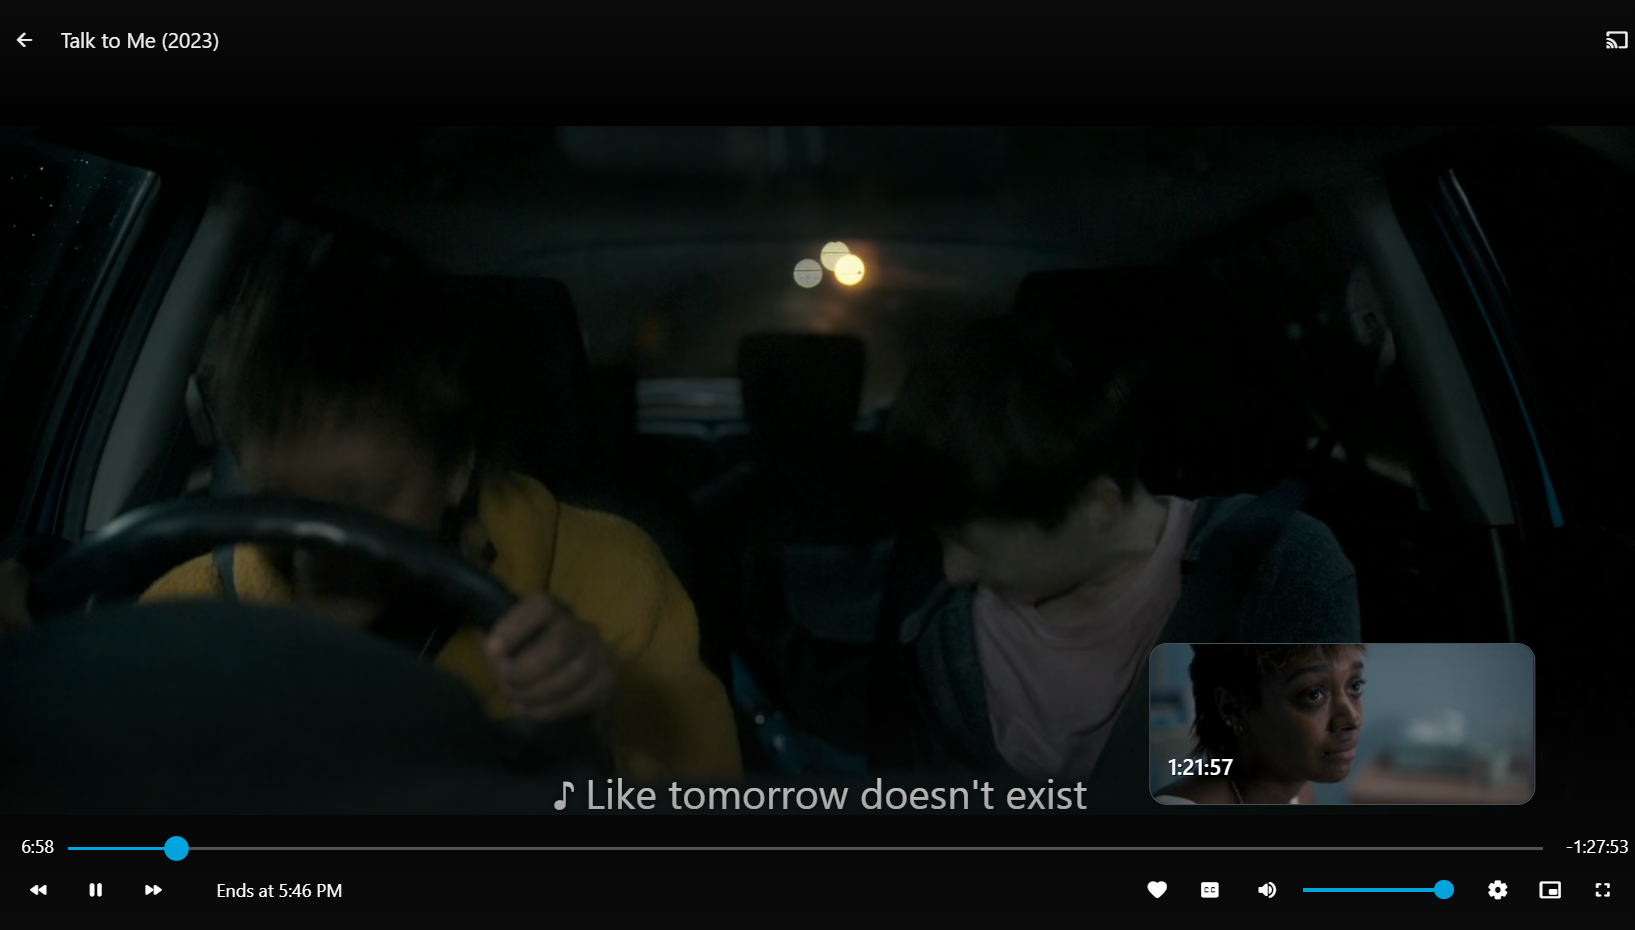 Talk to Me (2023)
1:21:57
♪ Like tomorrow doesn't exist
6:58
-1:27:53
Ends at 5:46 PM
CC